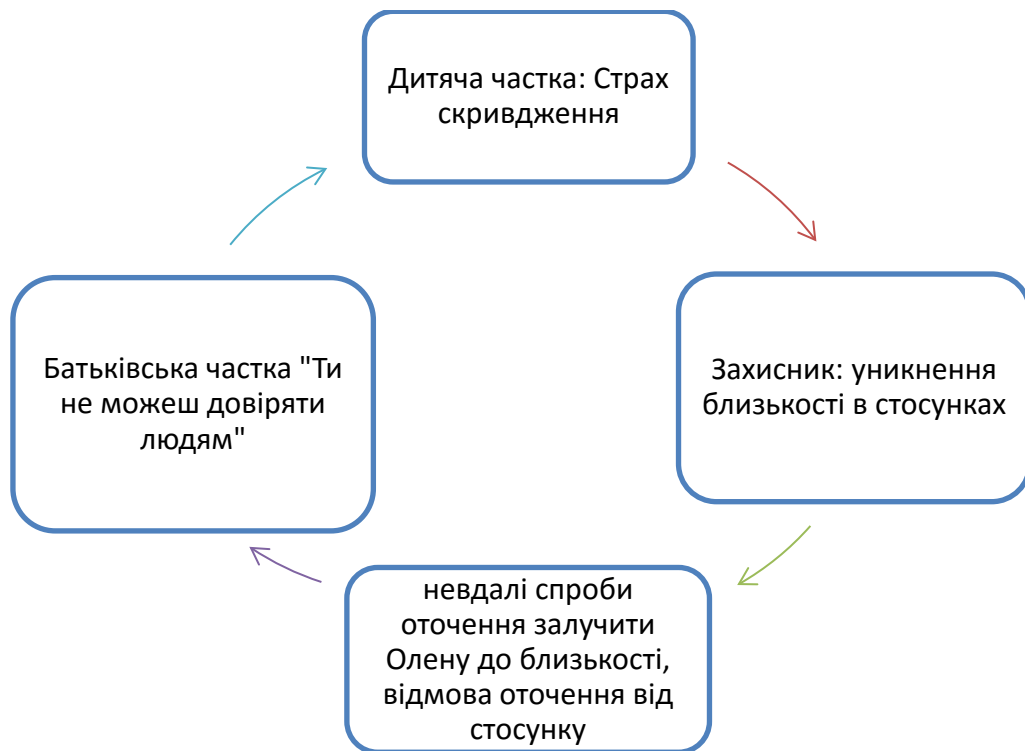 Дитяча частка: Страх
скривдження
Захисник: уникнення
близькості в стосунках
невдалі спроби
оточення залучити
Олену до близькості,
відмова оточення від
стосунку
Батьківська частка "Ти
не можеш довіряти
людям"